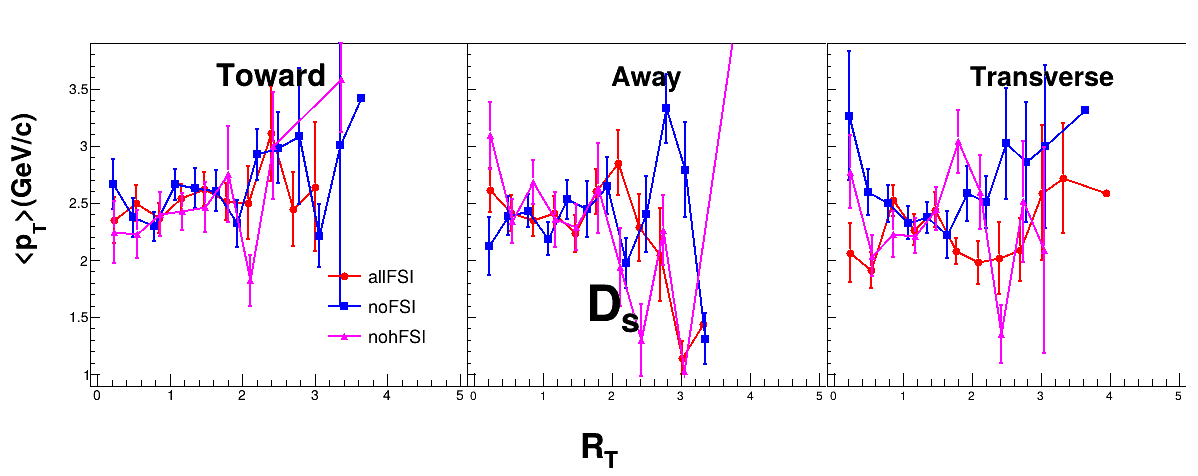 Toward
Away
Transverse
<p_T>(GeV/c)
3.5
3
2.5
2
1.5
1
allFSI
noFSI
nohFSI
D_s
0 1 2 3 4 5
0 1 2 3 4 5
0 1 2 3 4 5
R_T